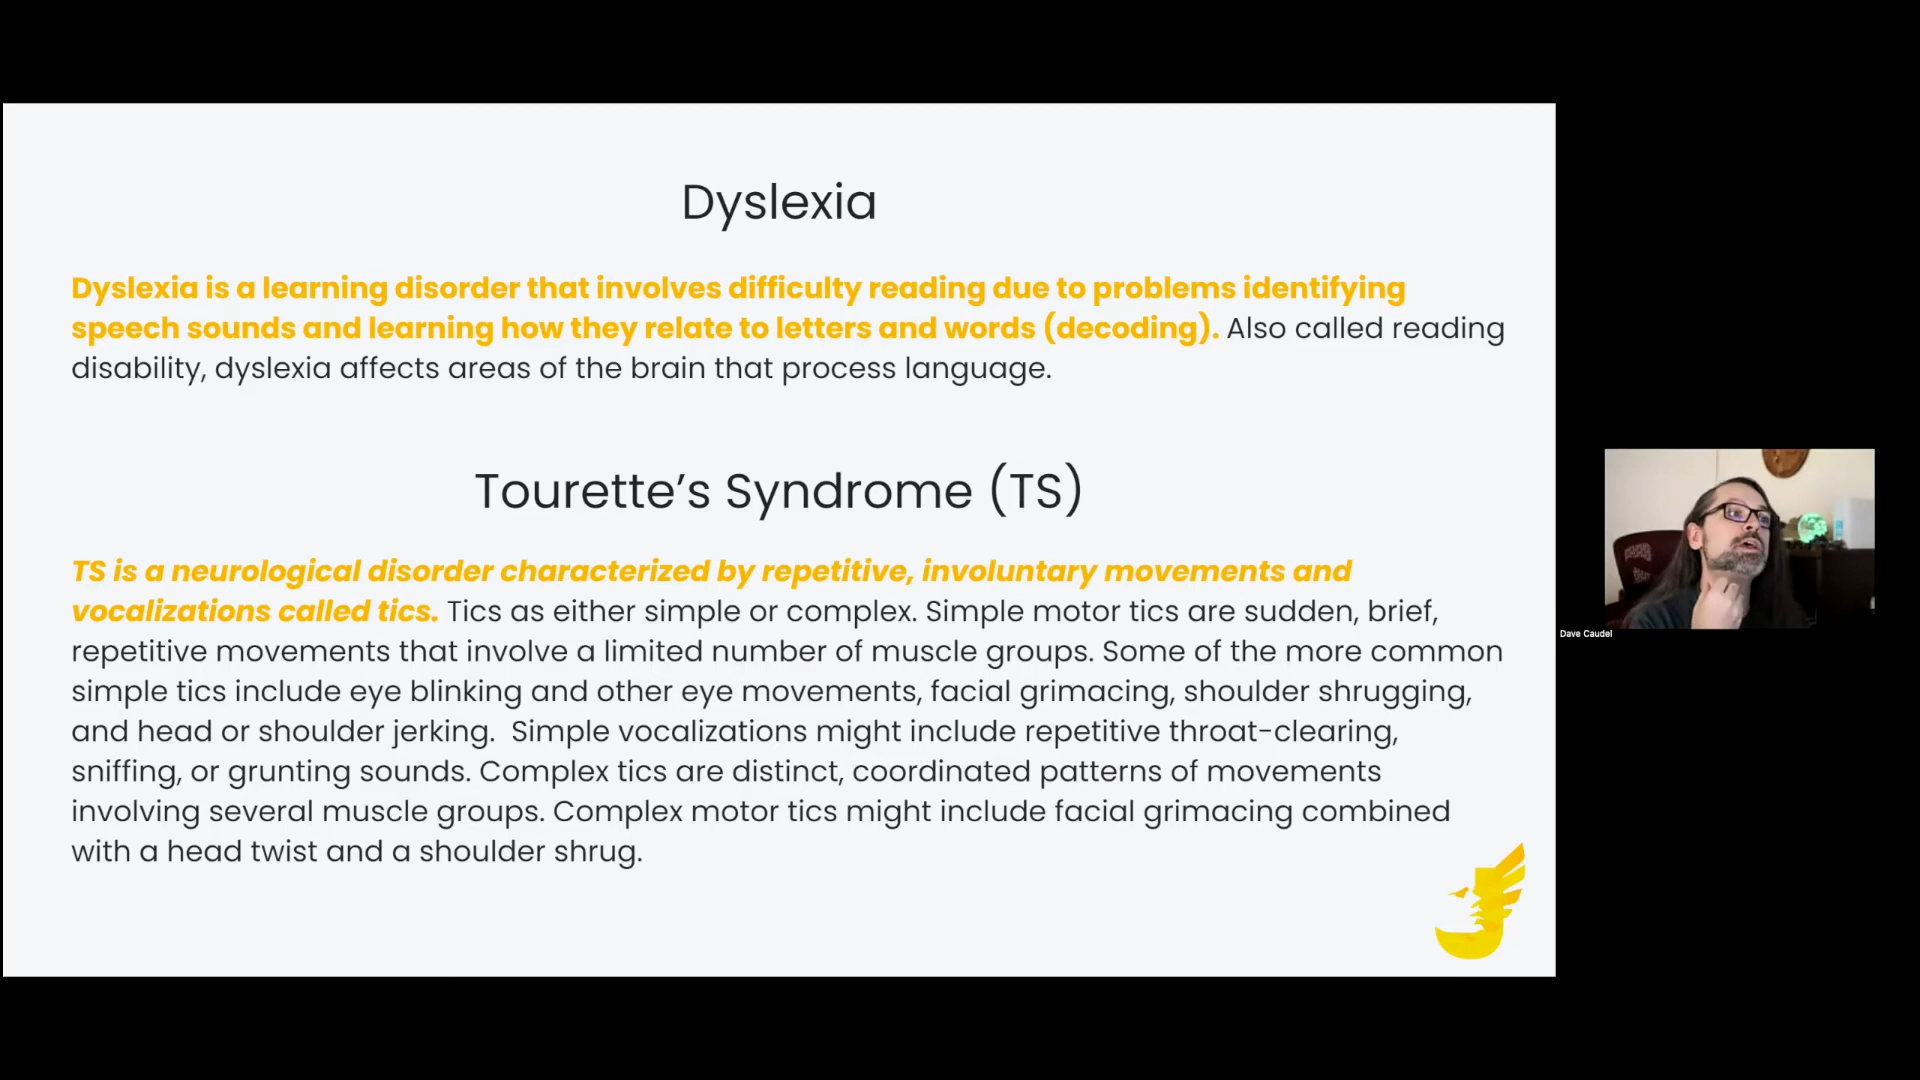 Dyslexia
Dyslexia is a learning disorder that involves difficulty reading due to problems identifying
speech sounds and learning how they relate to letters and words (decoding). Also called reading
disability, dyslexia affects areas of the brain that process language.
Tourette’s Syndrome (TS)
TS is a neurological disorder characterized by repetitive, involuntary movements and
vocalizations called tics. Tics as either simple or complex. Simple motor tics are sudden, brief,
repetitive movements that involve a limited number of muscle groups. Some of the more common
simple tics include eye blinking and other eye movements, facial grimacing, shoulder shrugging,
and head or shoulder jerking.  Simple vocalizations might include repetitive throat-clearing,
sniffing, or grunting sounds. Complex tics are distinct, coordinated patterns of movements
involving several muscle groups. Complex motor tics might include facial grimacing combined
with a head twist and a shoulder shrug.
Dave Caudel